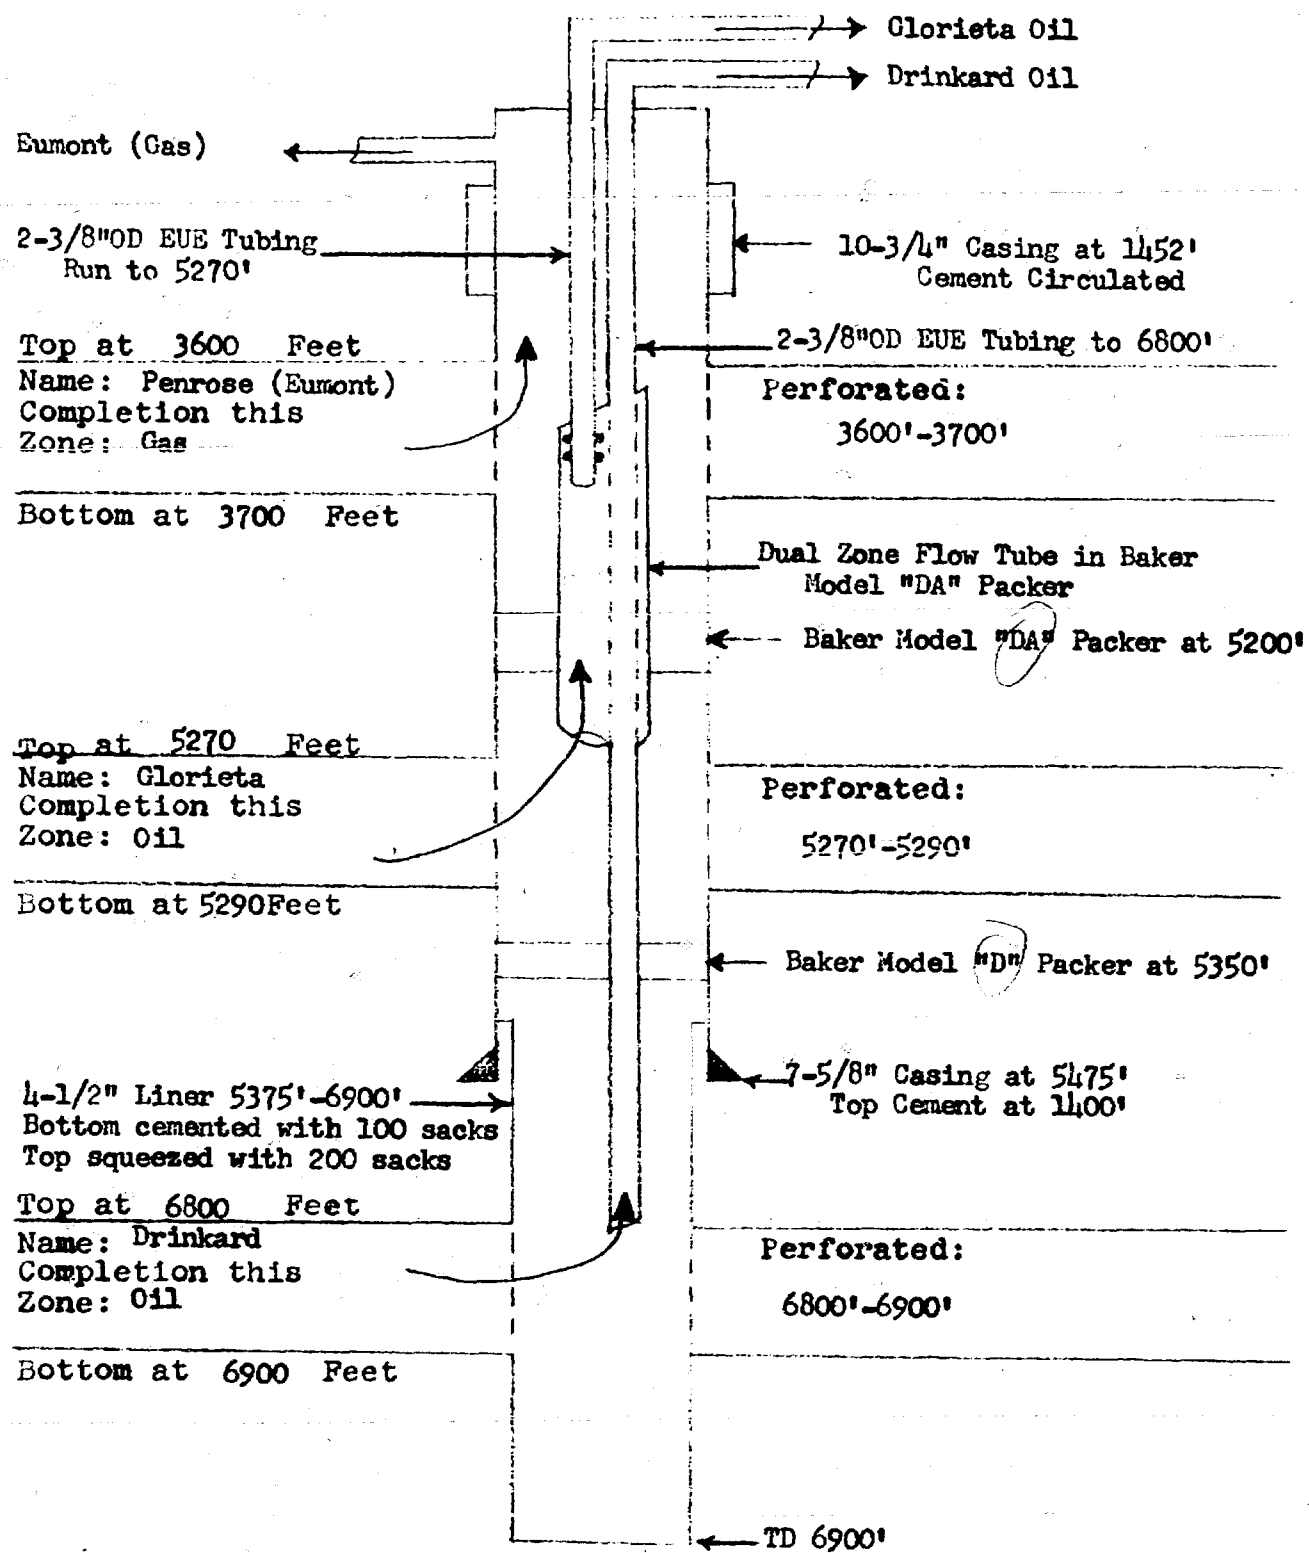 Glorieta Oil
Drinkard Oil
Eumont (Gas)
2-3/8"OD EUE Tubing
Run to 5270'
10-3/4" Casing at 1452'
Cement Circulated
2-3/8"OD EUE Tubing to 6800'
Top at 3600 Feet
Name: Penrose (Eumont)
Completion this
Zone: Gas
Perforated:
3600'-3700'
Bottom at 3700 Feet
Dual Zone Flow Tube in Baker
Model "DA" Packer
Baker Model "DA" Packer at 5200'
Top at 5270 Feet
Name: Glorieta
Completion this
Zone: Oil
Perforated:
5270'-5290'
Bottom at 5290Feet
Baker Model "D" Packer at 5350'
7-5/8" Casing at 5475'
Top Cement at 1400'
4-1/2" Liner 5375'-6900'
Bottom cemented with 100 sacks
Top squeezed with 200 sacks
Top at 6800 Feet
Name: Drinkard
Completion this
Zone: Oil
Perforated:
6800'-6900'
Bottom at 6900 Feet
TD 6900'